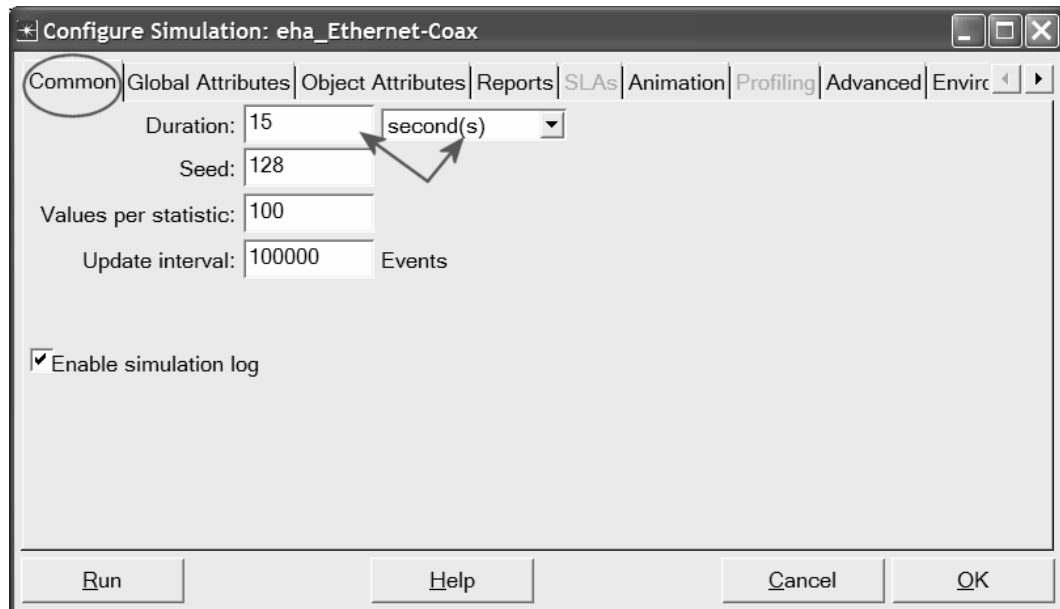 Configure Simulation: eha_Ethernet-Coax
Common Global Attributes Object Attributes Reports SLAs Animation Profiling Advanced Envirc
Duration: 15 second(s)
Seed: 128
Values per statistic: 100
Update interval: 100000 Events
Enable simulation log
Run Help Cancel OK